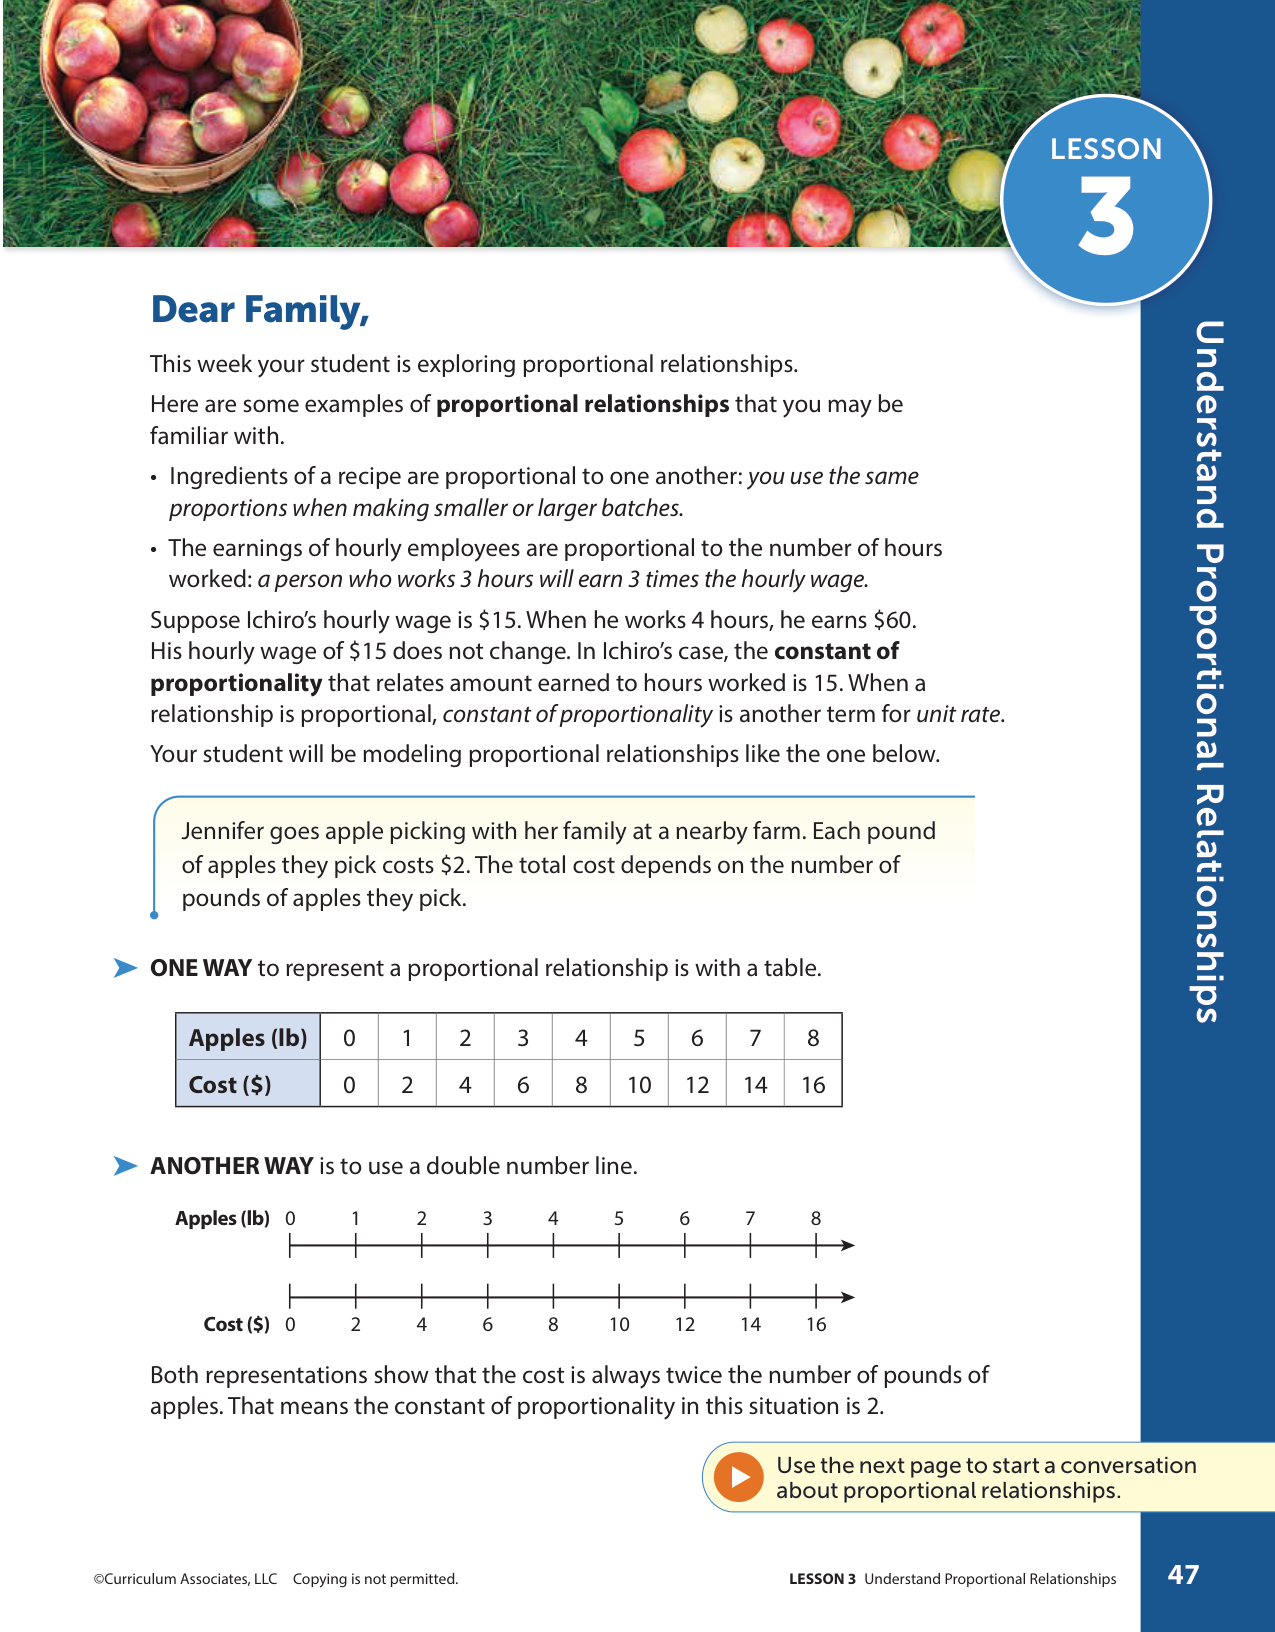 LESSON
3
Understand Proportional Relationships
Dear Family,
This week your student is exploring proportional relationships.
Here are some examples of proportional relationships that you may be
familiar with.
• Ingredients of a recipe are proportional to one another: you use the same
proportions when making smaller or larger batches.
• The earnings of hourly employees are proportional to the number of hours
worked: a person who works 3 hours will earn 3 times the hourly wage.
Suppose Ichiro’s hourly wage is $15. When he works 4 hours, he earns $60.
His hourly wage of $15 does not change. In Ichiro’s case, the constant of
proportionality that relates amount earned to hours worked is 15. When a
relationship is proportional, constant of proportionality is another term for unit rate.
Your student will be modeling proportional relationships like the one below.
Jennifer goes apple picking with her family at a nearby farm. Each pound
of apples they pick costs $2. The total cost depends on the number of
pounds of apples they pick.
ONE WAY to represent a proportional relationship is with a table.
Apples (lb) 0 1 2 3 4 5 6 7 8
Cost ($) 0 2 4 6 8 10 12 14 16
ANOTHER WAY is to use a double number line.
Apples (lb) 0 1 2 3 4 5 6 7 8
Cost ($) 0 2 4 6 8 10 12 14 16
Both representations show that the cost is always twice the number of pounds of
apples. That means the constant of proportionality in this situation is 2.
Use the next page to start a conversation
about proportional relationships.
©Curriculum Associates, LLC Copying is not permitted.
LESSON 3 Understand Proportional Relationships
47